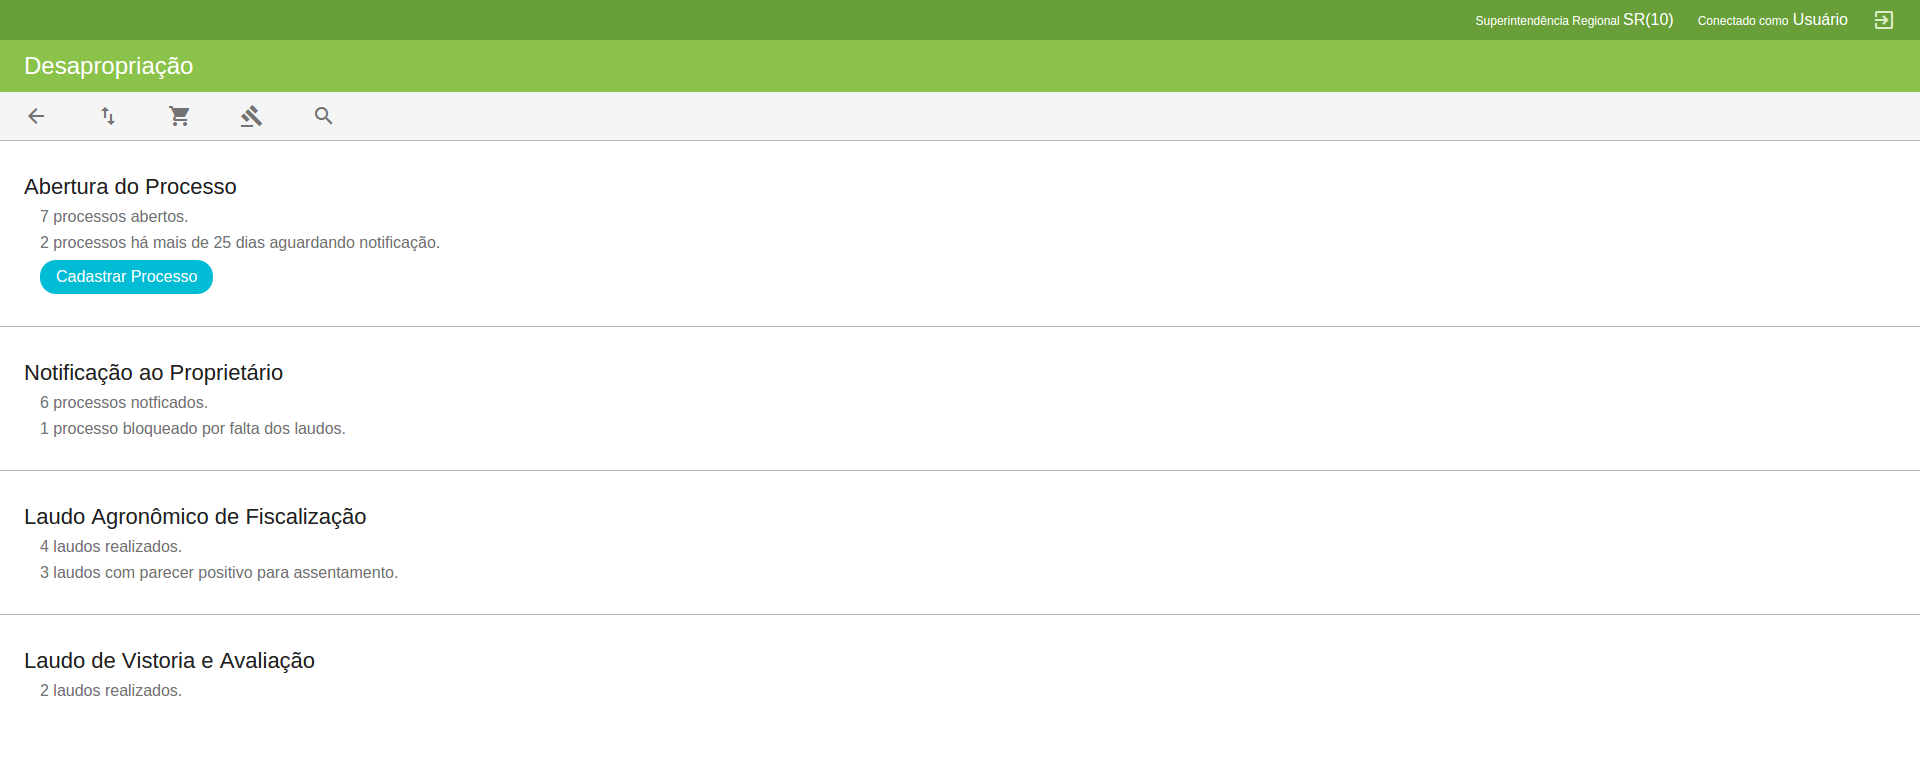 Superintendência Regional SR(10) Conectado como Usuário
Desapropriação
Abertura do Processo
7 processos abertos.
2 processos há mais de 25 dias aguardando notificação.
Cadastrar Processo
Notificação ao Proprietário
6 processos notficados.
1 processo bloqueado por falta dos laudos.
Laudo Agronômico de Fiscalização
4 laudos realizados.
3 laudos com parecer positivo para assentamento.
Laudo de Vistoria e Avaliação
2 laudos realizados.